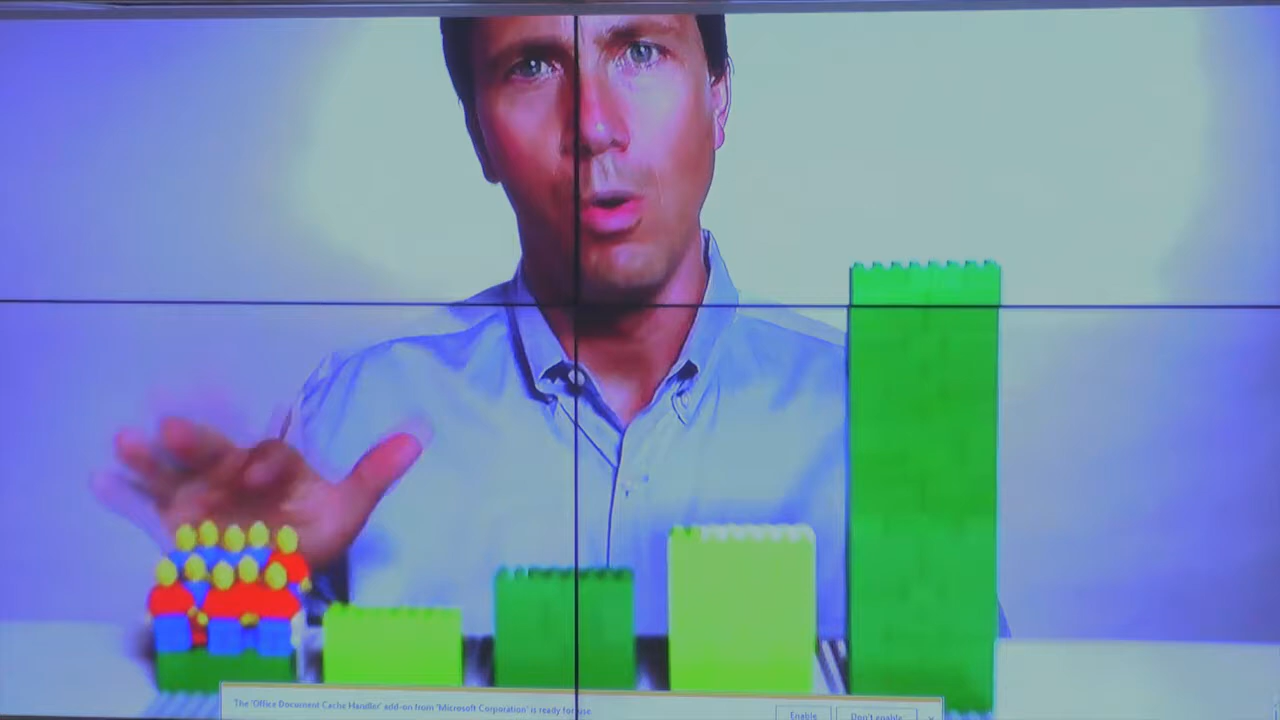 The 'Office Document Cache Handler' add-on from 'Microsoft Corporation' is ready for use.
Enable
Don't enable